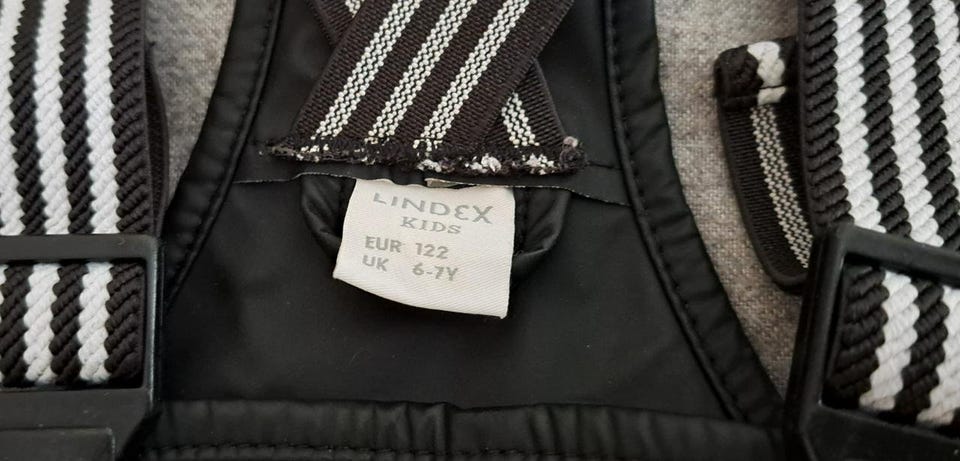 LINDEX
KIDS
EUR 122
UK 6-7Y